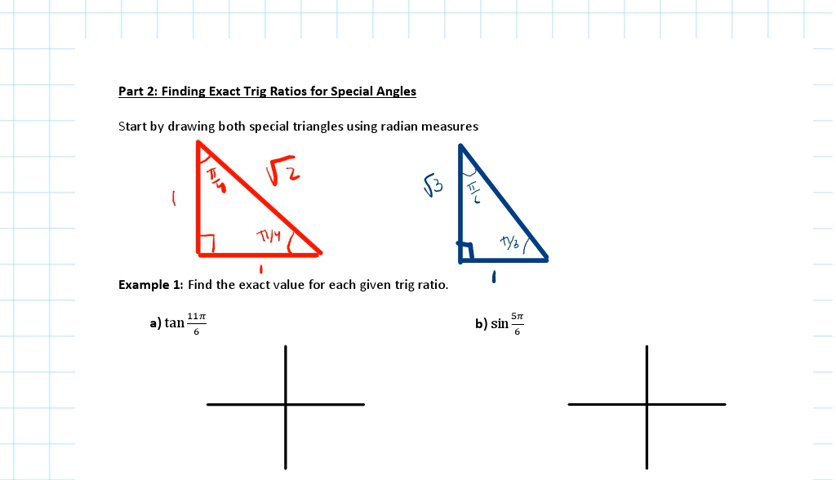 Part 2: Finding Exact Trig Ratios for Special Angles
Start by drawing both special triangles using radian measures
π/4
√2
1
π/4
1
√3
π/6
π/3
1
Example 1: Find the exact value for each given trig ratio.
a) tan 11π/6
b) sin 5π/6